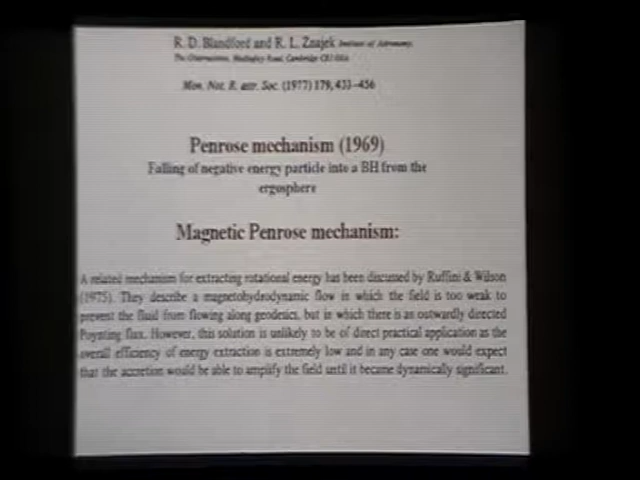 R. D. Blandford and R. L. Znajek Institute of Astronomy,
The Observatories, Madingley Road, Cambridge CB3 0HA
Mon. Not. R. astr. Soc. (1977) 179, 433–456
Penrose mechanism (1969)
Falling of negative energy particle into a BH from the
ergosphere
Magnetic Penrose mechanism:
A related mechanism for extracting rotational energy has been discussed by Ruffini & Wilson
(1975). They describe a magnetohydrodynamic flow in which the field is too weak to
prevent the fluid from flowing along geodesics, but in which there is an outwardly directed
Poynting flux. However, this solution is unlikely to be of direct practical application as the
overall efficiency of energy extraction is extremely low and in any case one would expect
that the accretion would be able to amplify the field until it became dynamically significant.